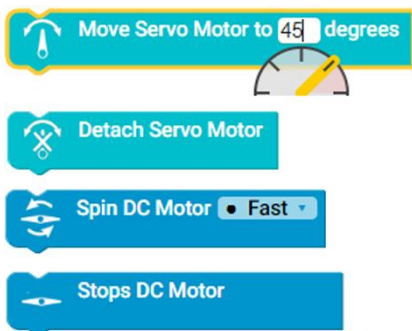 Move Servo Motor to 45 degrees
Detach Servo Motor
Spin DC Motor • Fast
Stops DC Motor